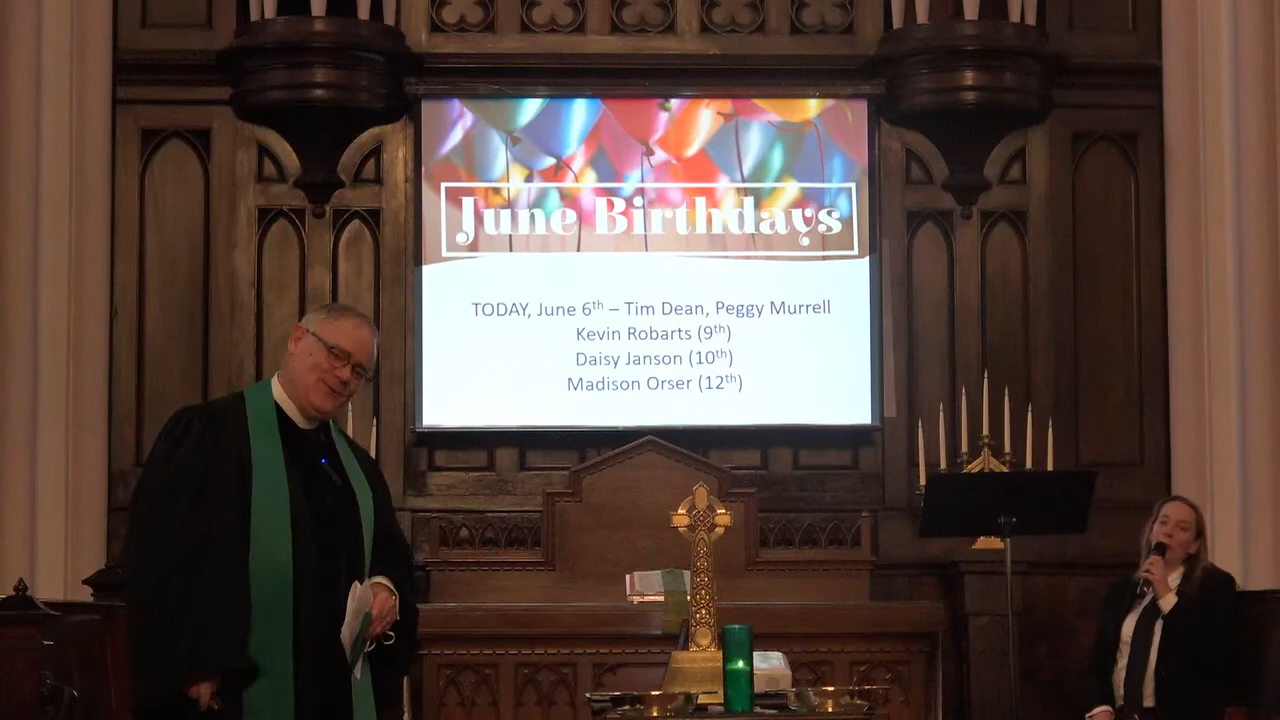 June Birthdays
TODAY, June 6th – Tim Dean, Peggy Murrell
Kevin Robarts (9th)
Daisy Janson (10th)
Madison Orser (12th)